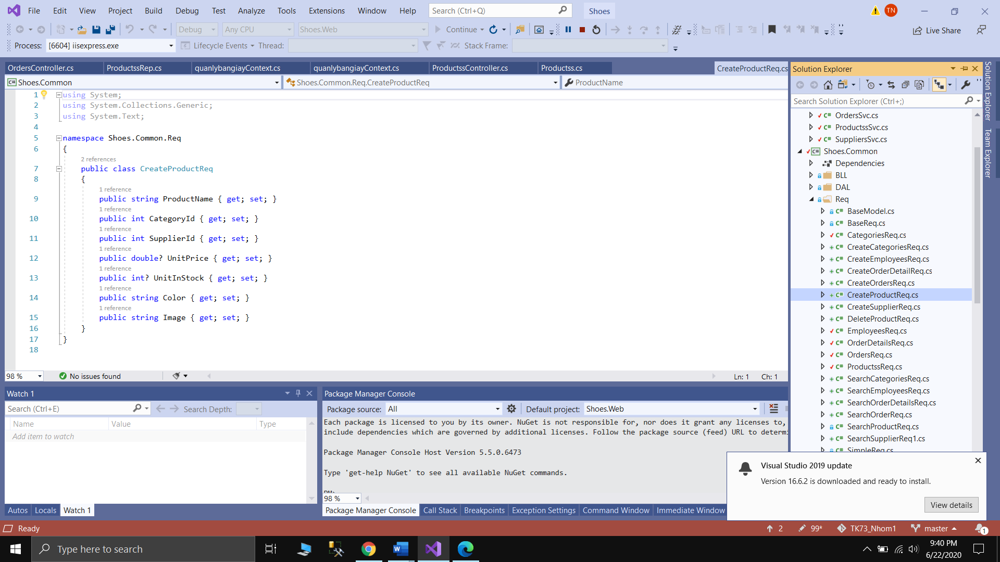 File Edit View Project Build Debug Test Analyze Tools Extensions Window Help Search (Ctrl+Q) Shoes TN
Debug Any CPU Shoes.Web Continue Live Share
Process: [6604] iisexpress.exe Lifecycle Events Thread: Stack Frame:
OrdersController.cs ProductssRep.cs quanlybangiayContext.cs quanlybangiayContext.cs ProductssController.cs Productss.cs CreateProductReq.cs
Shoes.Common Shoes.Common.Req.CreateProductReq ProductName
1 using System;
2 using System.Collections.Generic;
3 using System.Text;
4
5 namespace Shoes.Common.Req
6 {
2 references
7 public class CreateProductReq
8 {
1 reference
9 public string ProductName { get; set; }
1 reference
10 public int CategoryId { get; set; }
1 reference
11 public int SupplierId { get; set; }
1 reference
12 public double? UnitPrice { get; set; }
1 reference
13 public int? UnitInStock { get; set; }
1 reference
14 public string Color { get; set; }
1 reference
15 public string Image { get; set; }
16 }
17 }
18
98 % No issues found Ln: 1 Ch: 1
Solution Explorer
Search Solution Explorer (Ctrl+;)
C# OrdersSvc.cs
C# ProductssSvc.cs
C# SuppliersSvc.cs
C# Shoes.Common
Dependencies
BLL
DAL
Req
C# BaseModel.cs
C# BaseReq.cs
C# CategoriesReq.cs
C# CreateCategoriesReq.cs
C# CreateEmployeesReq.cs
C# CreateOrderDetailReq.cs
C# CreateOrdersReq.cs
C# CreateProductReq.cs
C# CreateSupplierReq.cs
C# DeleteProductReq.cs
C# EmployeesReq.cs
C# OrderDetailsReq.cs
C# OrdersReq.cs
C# ProductssReq.cs
C# SearchCategoriesReq.cs
C# SearchEmployeesReq.cs
C# SearchOrderDetailsReq.cs
C# SearchOrderReq.cs
C# SearchProductReq.cs
C# SearchSupplierReq1.cs
C# SimpleReq.cs
Solution Explorer
Team Explorer
Watch 1
Search (Ctrl+E) Search Depth:
Name Value Type
Add item to watch
Autos Locals Watch 1
Package Manager Console
Package source: All Default project: Shoes.Web
Each package is licensed to you by its owner. NuGet is not responsible for, nor does it grant any licenses to,
include dependencies which are governed by additional licenses. Follow the package source (feed) URL to determi
Package Manager Console Host Version 5.5.0.6473
Type 'get-help NuGet' to see all available NuGet commands.
PM>
98 %
Package Manager Console Call Stack Breakpoints Exception Settings Command Window Immediate Window
Visual Studio 2019 update
Version 16.6.2 is downloaded and ready to install.
View details
Ready 2 99* TK73_Nhom1 master 1
Type here to search
9:40 PM
6/22/2020